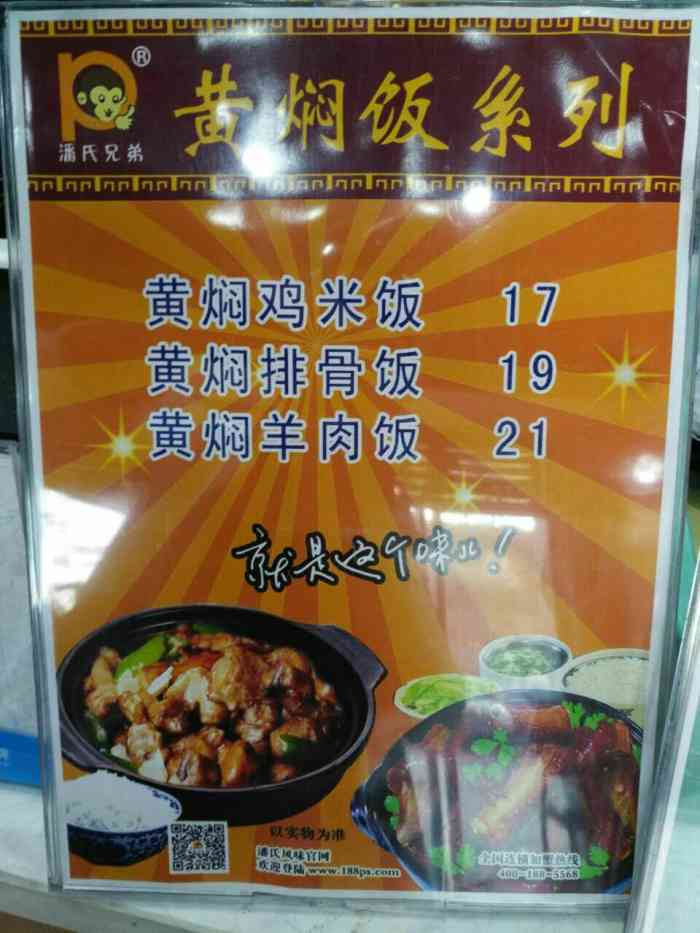 ®
潘氏兄弟
黄焖饭系列
黄焖鸡米饭 17
黄焖排骨饭 19
黄焖羊肉饭 21
就是这个味儿！
以实物为准
潘氏风味官网
欢迎登陆 www.188ps.com
全国连锁加盟热线
400-188-5568